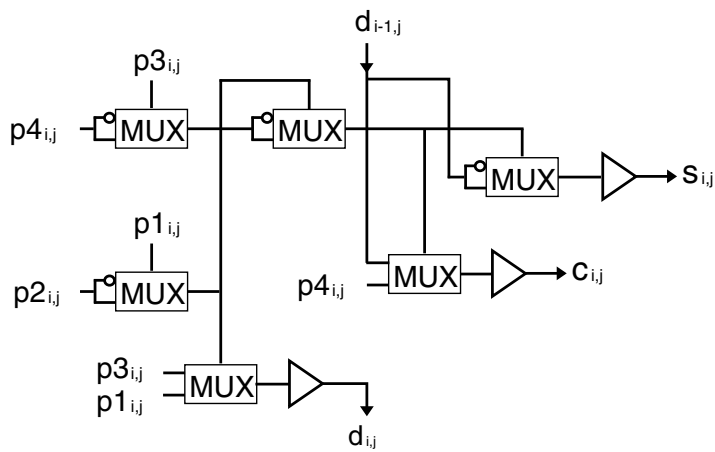 d i-1,j
p3 i,j
p4 i,j MUX MUX
MUX s i,j
p1 i,j
p2 i,j MUX
p4 i,j MUX c i,j
p3 i,j
p1 i,j MUX
d i,j